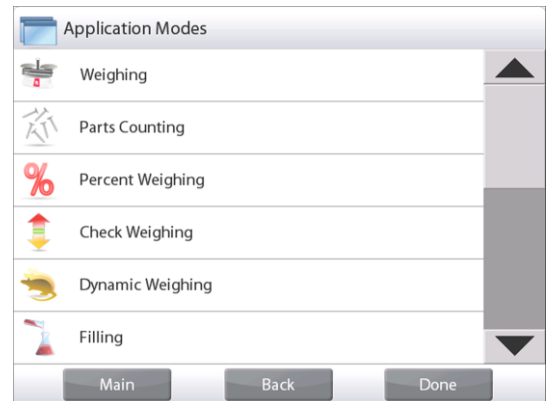 Application Modes
Weighing
Parts Counting
Percent Weighing
Check Weighing
Dynamic Weighing
Filling
Main Back Done